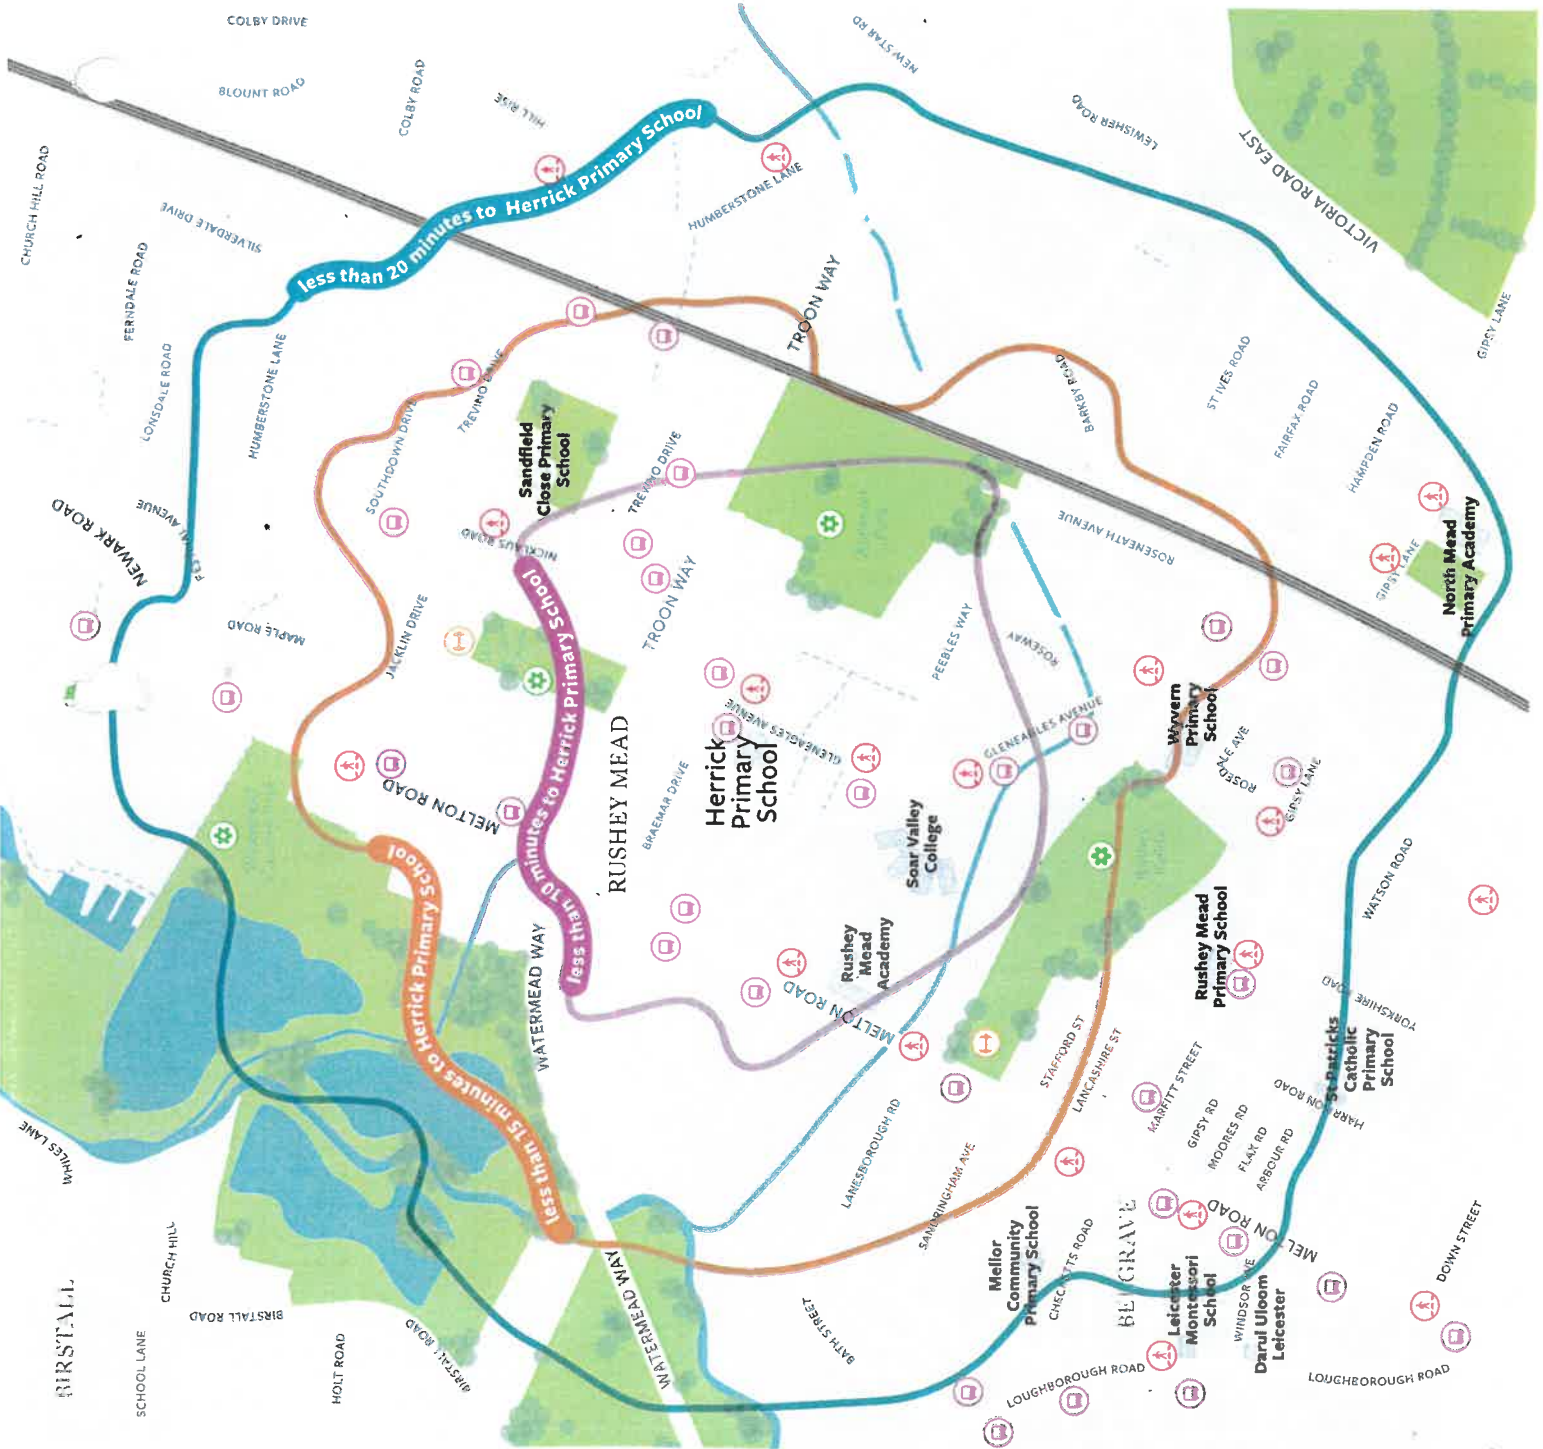 COLBY DRIVE
BLOUNT ROAD
COLBY ROAD
HILL RISE
NEW STAR RD
LEWISHER ROAD
CHURCH HILL ROAD
SILVERDALE DRIVE
FERNDALE ROAD
less than 20 minutes to Herrick Primary School
HUMBERSTONE LANE
VICTORIA ROAD EAST
GIPSY LANE
TROON WAY
LONSDALE ROAD
HUMBERSTONE LANE
TREVINO DRIVE
SOUTHDOWN DRIVE
BARKBY ROAD
ST IVES ROAD
FAIRFAX ROAD
HAMPDEN ROAD
Sandfield
Close Primary
School
TREVINO DRIVE
NEWARK ROAD
AVENUE
NICKLAUS ROAD
ROSENEATH AVENUE
GIPSY LANE
North Mead
Primary Academy
MAPLE ROAD
JACKLIN DRIVE
TROON WAY
PEEBLES WAY
ROSEWAY
less than 10 minutes to Herrick Primary School
RUSHEY MEAD
GLENEAGLES AVENUE
GLENEAGLES AVENUE
Herrick
Primary
School
Wyvern
Primary
School
ROSEDALE AVE
GIPSY LANE
MELTON ROAD
BRAEMAR DRIVE
Soar Valley
College
WATSON ROAD
less than 15 minutes to Herrick Primary School
WATERMEAD WAY
Rushey
Mead
Academy
MELTON ROAD
Rushey Mead
Primary School
YORKSHIRE ROAD
STAFFORD ST
LANCASHIRE ST
St Patricks
Catholic
Primary
School
HARRISON ROAD
MARFITT STREET
GIPSY RD
MOORES RD
FLAX RD
ARBOUR RD
WHILES LANE
LANESBOROUGH RD
SANDRINGHAM AVE
MELTON ROAD
DOWN STREET
BIRSTALL
CHURCH HILL
BIRSTALL ROAD
SCHOOL LANE
HOLT ROAD
BIRSTALL ROAD
WATERMEAD WAY
BATH STREET
Mellor
Community
Primary School
CHECKETTS ROAD
BELGRAVE
Leicester
Montessori
School
WINDSOR AVE
Darul Uloom
Leicester
LOUGHBOROUGH ROAD
LOUGHBOROUGH ROAD